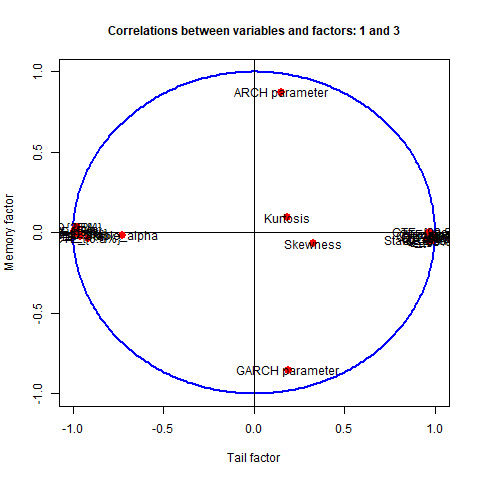 Correlations between variables and factors: 1 and 3
1.0
ARCH parameter
0.5
Memory factor
Kurtosis
0.0
_alpha
Skewness
-0.5
GARCH parameter
-1.0
-1.0 -0.5 0.0 0.5 1.0
Tail factor